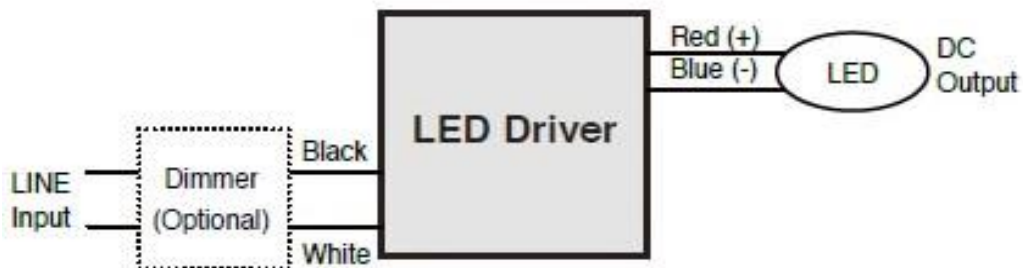 Red (+)
Blue (-)
LED
DC
Output
LED Driver
Black
LINE
Input
Dimmer
(Optional)
White